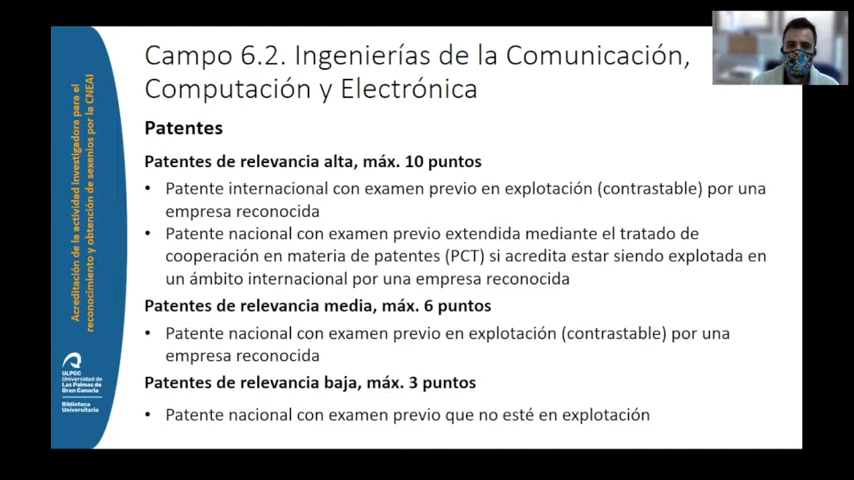 Campo 6.2. Ingenierías de la Comunicación,
Computación y Electrónica
Patentes
Patentes de relevancia alta, máx. 10 puntos
• Patente internacional con examen previo en explotación (contrastable) por una
empresa reconocida
• Patente nacional con examen previo extendida mediante el tratado de
cooperación en materia de patentes (PCT) si acredita estar siendo explotada en
un ámbito internacional por una empresa reconocida
Patentes de relevancia media, máx. 6 puntos
• Patente nacional con examen previo en explotación (contrastable) por una
empresa reconocida
Patentes de relevancia baja, máx. 3 puntos
• Patente nacional con examen previo que no esté en explotación
Acreditación de la actividad investigadora para el
reconocimiento y obtención de sexenios por la CNEAI
ULPGC
Universidad de
Las Palmas de
Gran Canaria
Biblioteca
Universitaria